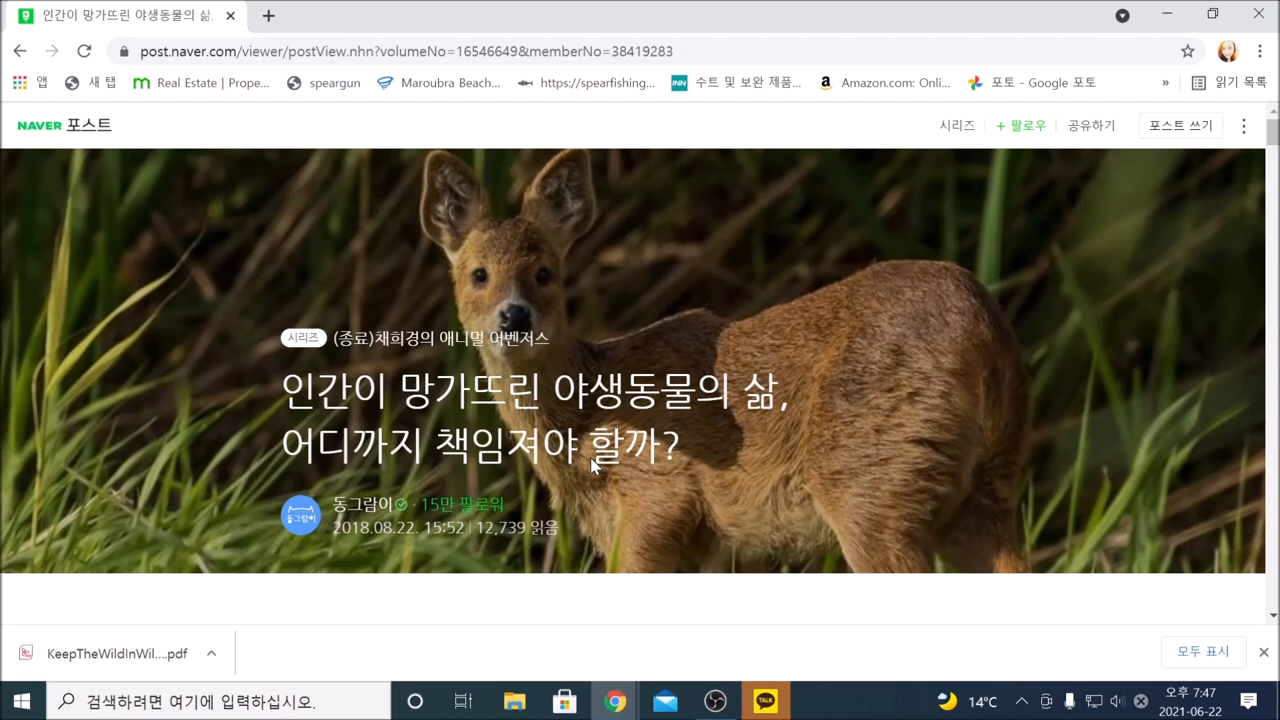 인간이 망가뜨린 야생동물의 삶,
post.naver.com/viewer/postView.nhn?volumeNo=16546649&memberNo=38419283
앱 새 탭 Real Estate | Prope... speargun Maroubra Beach... https://spearfishing... INN 수트 및 보완 제품... Amazon.com: Onli... 포토 - Google 포토 » 읽기 목록
NAVER 포스트 시리즈 + 팔로우 공유하기 포스트 쓰기
시리즈 (종료)채희경의 애니멀 어벤저스
인간이 망가뜨린 야생동물의 삶,
어디까지 책임져야 할까?
동그람이
동그람이 · 15만 팔로워
2018.08.22. 15:52 | 12,739 읽음
KeepTheWildInWil....pdf 모두 표시
검색하려면 여기에 입력하십시오. TALK 14°C 오후 7:47
2021-06-22